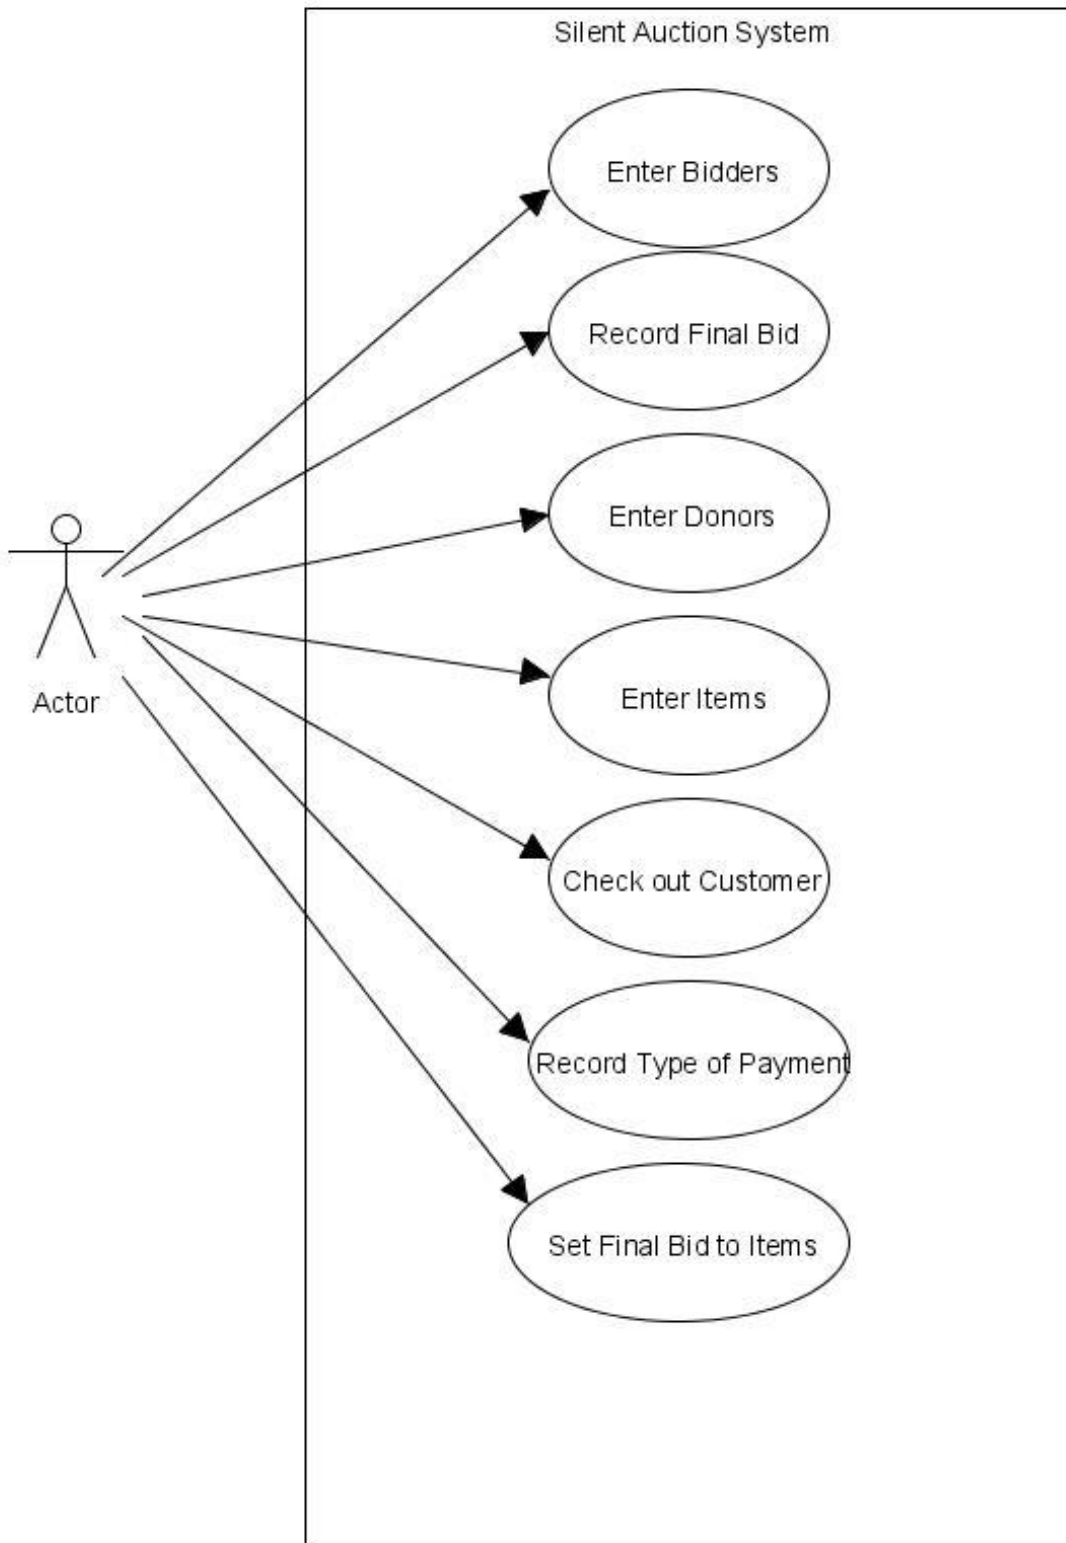 Silent Auction System
Enter Bidders
Record Final Bid
Enter Donors
Enter Items
Actor
Check out Customer
Record Type of Payment
Set Final Bid to Items